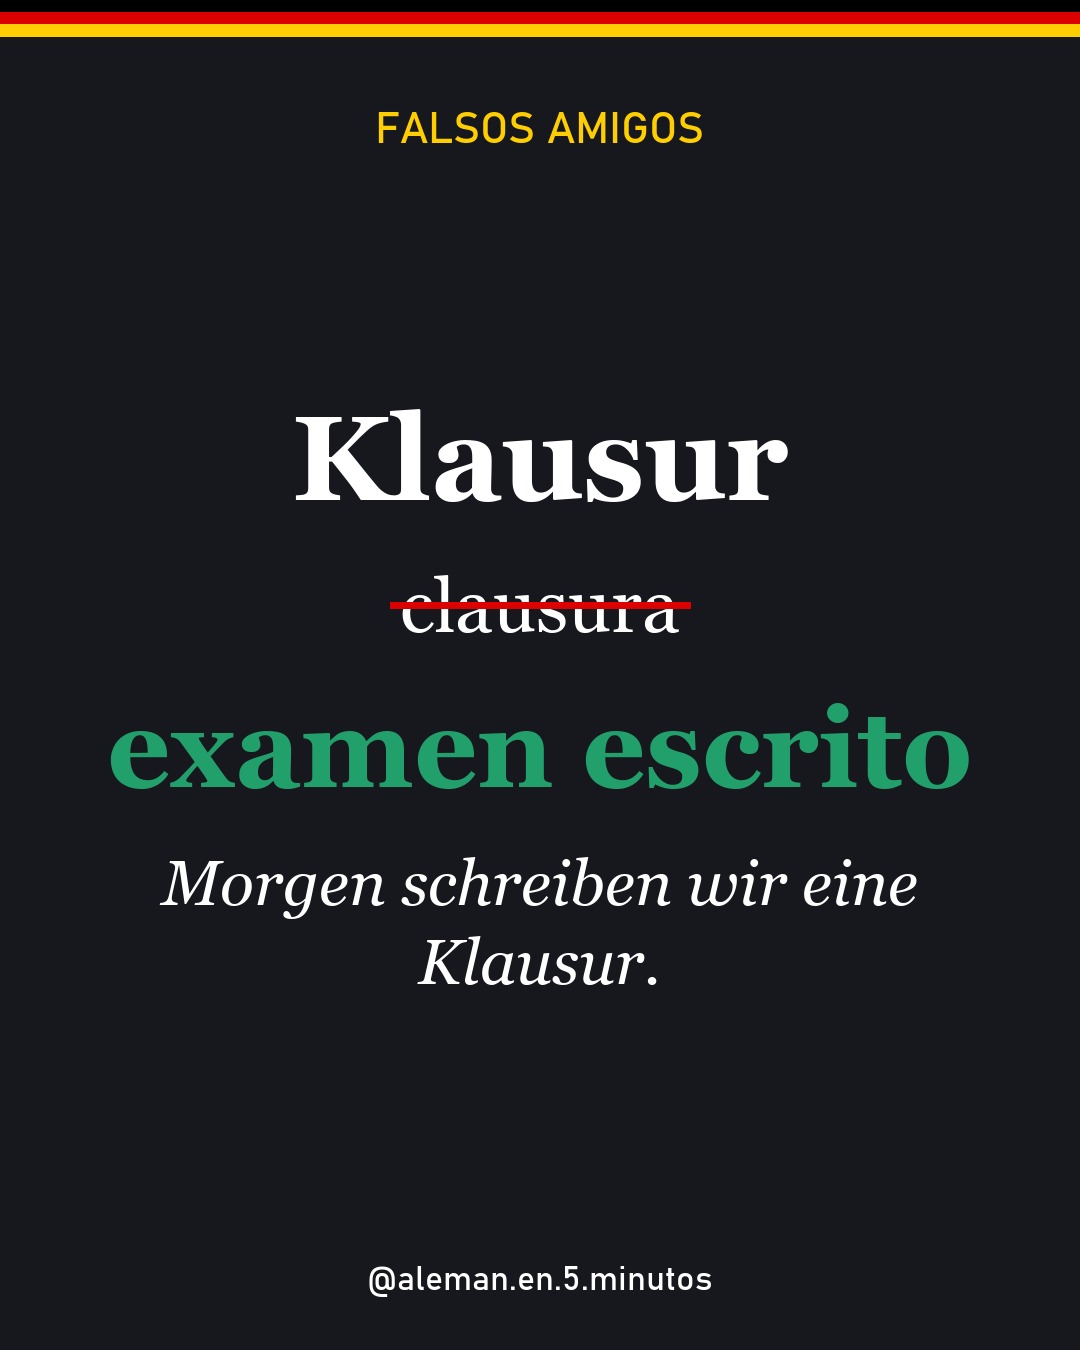 FALSOS AMIGOS
Klausur
clausura
examen escrito
Morgen schreiben wir eine
Klausur.
@aleman.en.5.minutos